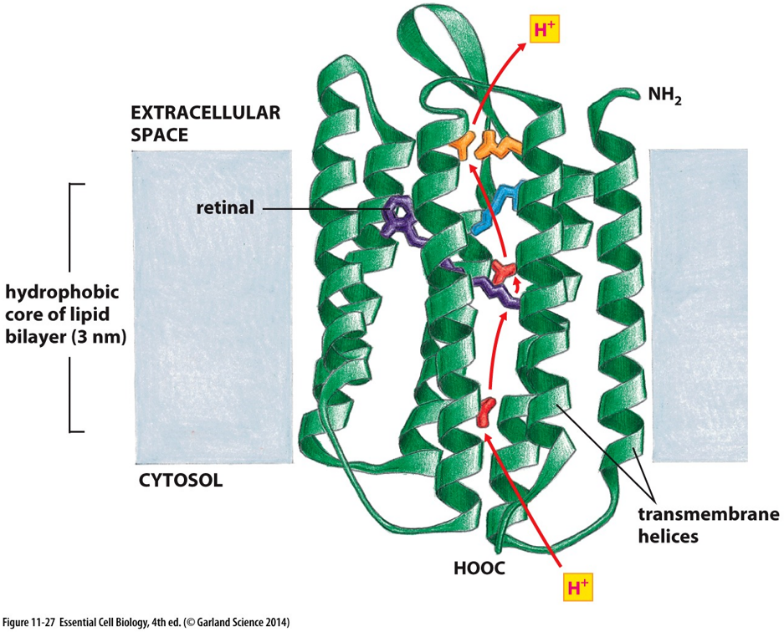 H+
NH2
EXTRACELLULAR
SPACE
retinal
hydrophobic
core of lipid
bilayer (3 nm)
CYTOSOL
transmembrane
helices
HOOC
H+
Figure 11-27 Essential Cell Biology, 4th ed. (© Garland Science 2014)